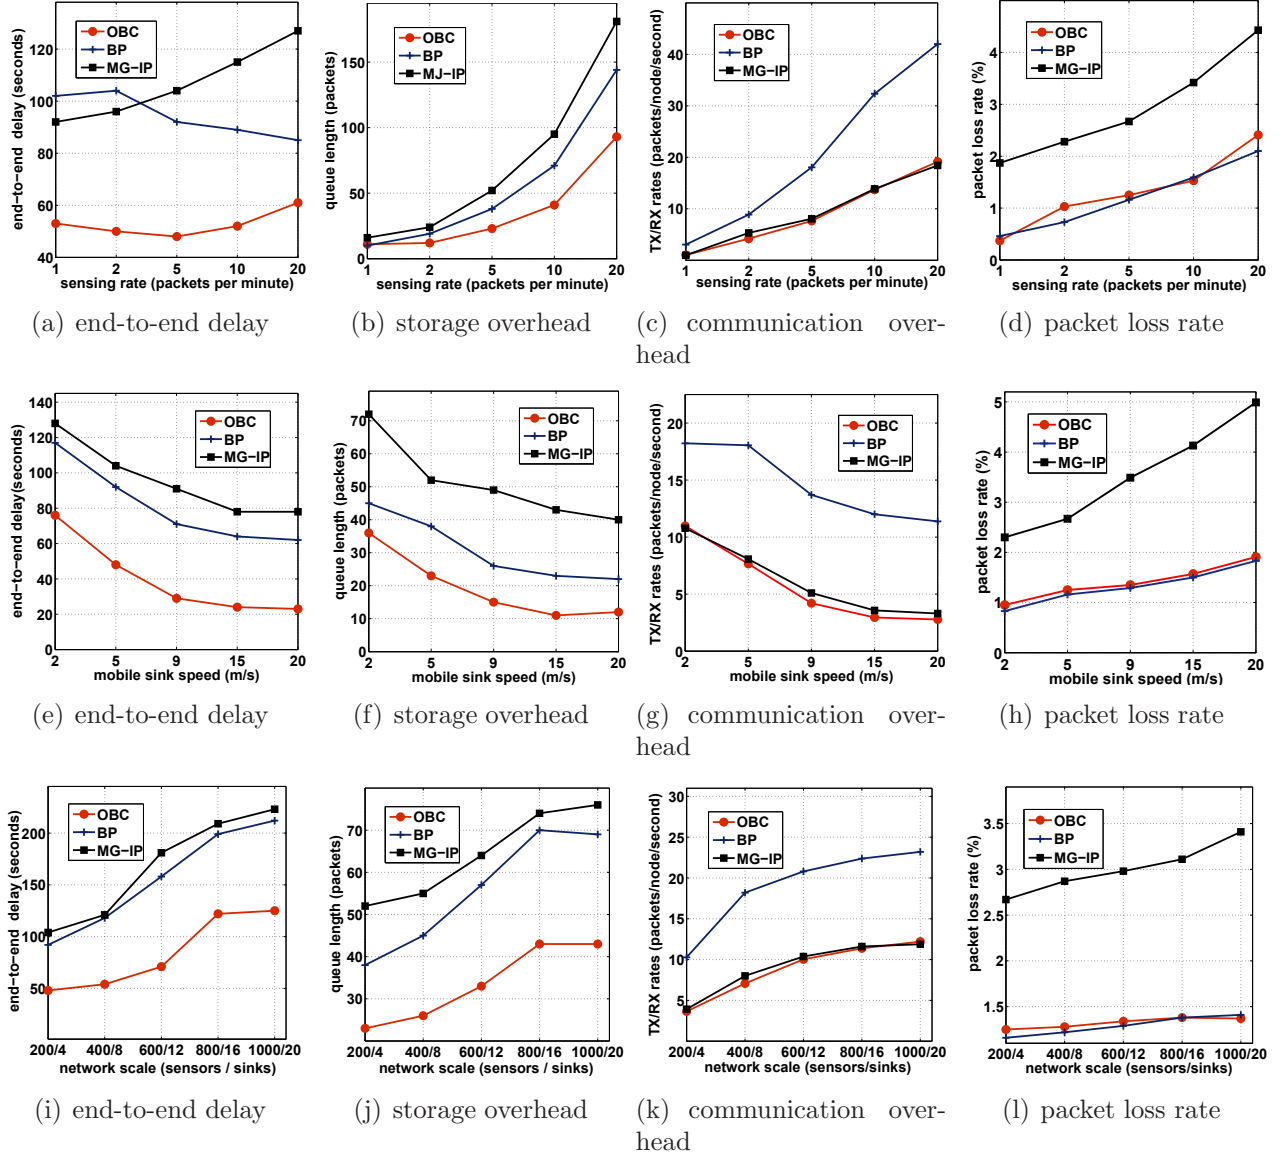 OBC
BP
MG-IP
end-to-end delay (seconds)
120
100
80
60
40
1 2 5 10 20
sensing rate (packets per minute)
(a) end-to-end delay
OBC
BP
MJ-IP
queue length (packets)
150
100
50
0
1 2 5 10 20
sensing rate (packets per minute)
(b) storage overhead
OBC
BP
MG-IP
TX/RX rates (packets/node/second)
40
30
20
10
1 2 5 10 20
sensing rate (packets per minute)
(c) communication over-
head
OBC
BP
MG-IP
packet loss rate (%)
4
3
2
1
0
1 2 5 10 20
sensing rate (packets per minute)
(d) packet loss rate
OBC
BP
MG-IP
end-to-end delay(seconds)
140
120
100
80
60
40
20
0
2 5 9 15 20
mobile sink speed (m/s)
(e) end-to-end delay
OBC
BP
MG-IP
queue length (packets)
70
60
50
40
30
20
10
0
2 5 9 15 20
mobile sink speed (m/s)
(f) storage overhead
OBC
BP
MG-IP
TX/RX rates (packets/node/second)
20
15
10
5
0
2 5 9 15 20
mobile sink speed (m/s)
(g) communication over-
head
OBC
BP
MG-IP
packet loss rate (%)
5
4
3
2
1
0
2 5 9 15 20
mobile sink speed (m/s)
(h) packet loss rate
OBC
BP
MG-IP
end-to-end delay (seconds)
200
150
100
50
200/4 400/8 600/12 800/16 1000/20
network scale (sensors / sinks)
(i) end-to-end delay
OBC
BP
MG-IP
queue length (packets)
70
60
50
40
30
200/4 400/8 600/12 800/16 1000/20
network scale (sensors / sinks)
(j) storage overhead
OBC
BP
MG-IP
TX/RX rates (packets/node/second)
30
25
20
15
10
5
200/4 400/8 600/12 800/16 1000/20
network scale (sensors/sinks)
(k) communication over-
head
OBC
BP
MG-IP
packet loss rate (%)
3.5
3
2.5
2
1.5
200/4 400/8 600/12 800/16 1000/20
network scale (sensors/sinks)
(l) packet loss rate